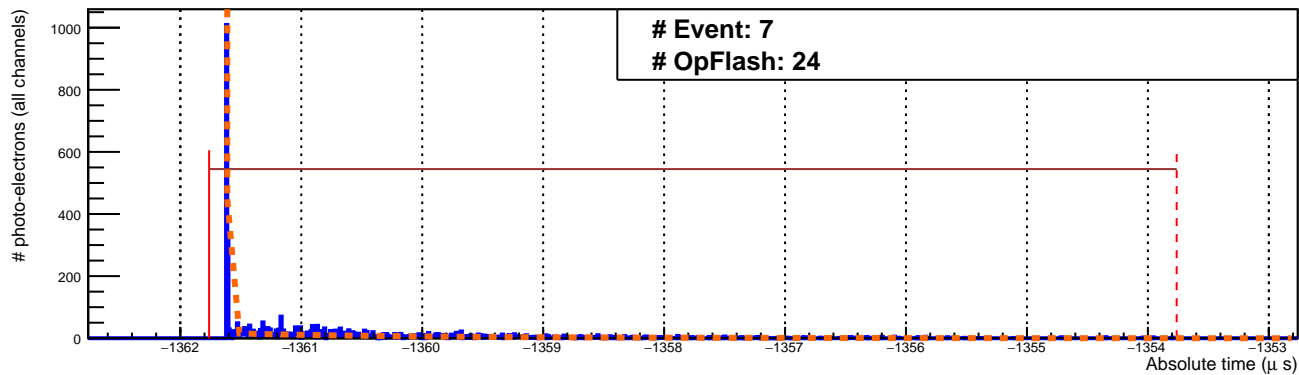 # Event: 7
# OpFlash: 24
# photo-electrons (all channels)
1000
800
600
400
200
0
−1362 −1361 −1360 −1359 −1358 −1357 −1356 −1355 −1354 −1353
Absolute time (μ s)